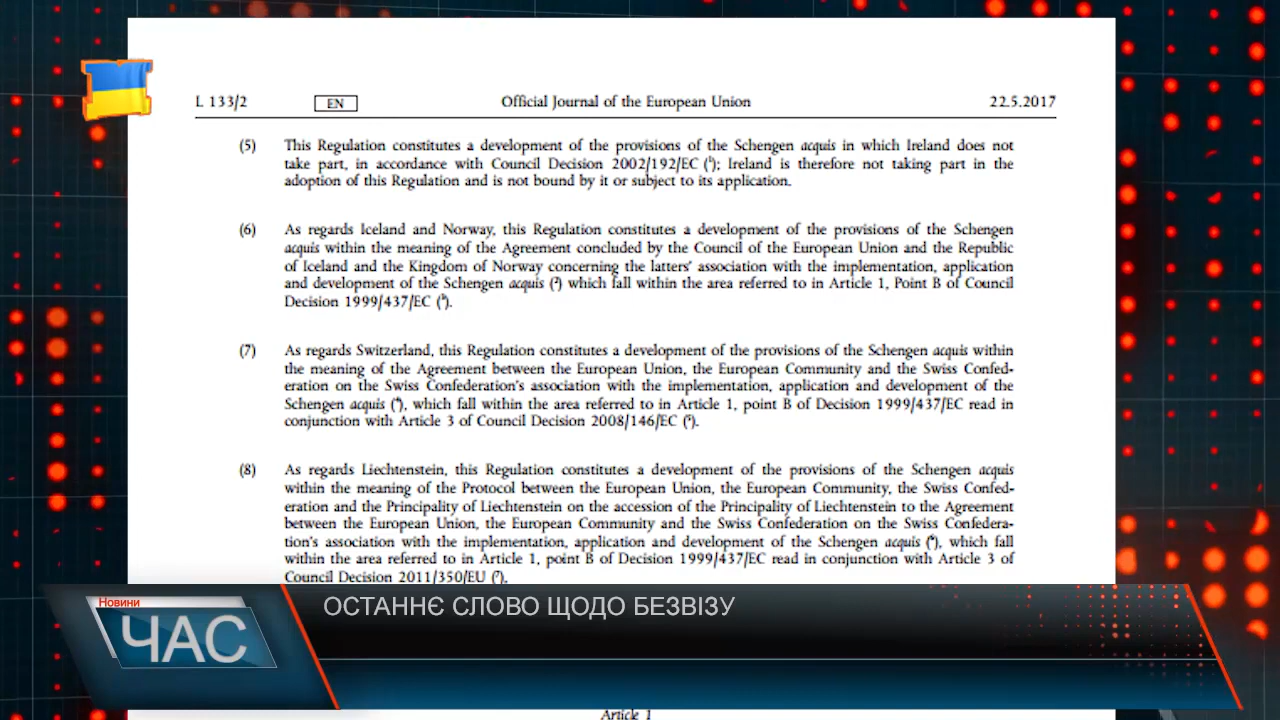 L 133/2 EN Official Journal of the European Union 22.5.2017
(5) This Regulation constitutes a development of the provisions of the Schengen acquis in which Ireland does not
take part, in accordance with Council Decision 2002/192/EC (¹); Ireland is therefore not taking part in the
adoption of this Regulation and is not bound by it or subject to its application.
(6) As regards Iceland and Norway, this Regulation constitutes a development of the provisions of the Schengen
acquis within the meaning of the Agreement concluded by the Council of the European Union and the Republic
of Iceland and the Kingdom of Norway concerning the latters' association with the implementation, application
and development of the Schengen acquis (²) which fall within the area referred to in Article 1, Point B of Council
Decision 1999/437/EC (³).
(7) As regards Switzerland, this Regulation constitutes a development of the provisions of the Schengen acquis within
the meaning of the Agreement between the European Union, the European Community and the Swiss Confed-
eration on the Swiss Confederation's association with the implementation, application and development of the
Schengen acquis (⁴), which fall within the area referred to in Article 1, point B of Decision 1999/437/EC read in
conjunction with Article 3 of Council Decision 2008/146/EC (⁵).
(8) As regards Liechtenstein, this Regulation constitutes a development of the provisions of the Schengen acquis
within the meaning of the Protocol between the European Union, the European Community, the Swiss Confed-
eration and the Principality of Liechtenstein on the accession of the Principality of Liechtenstein to the Agreement
between the European Union, the European Community and the Swiss Confederation on the Swiss Confedera-
tion's association with the implementation, application and development of the Schengen acquis (⁶), which fall
within the area referred to in Article 1, point B of Decision 1999/437/EC read in conjunction with Article 3 of
Council Decision 2011/350/EU (⁷).
Новини
ЧАС
ОСТАННЄ СЛОВО ЩОДО БЕЗВІЗУ
Article 1